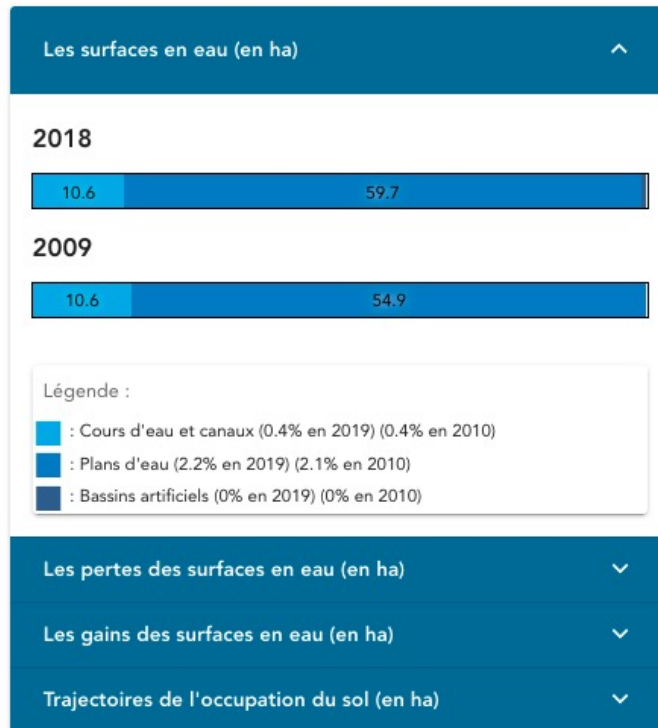 Les surfaces en eau (en ha)
2018
10.6 59.7
2009
10.6 54.9
Légende :
: Cours d'eau et canaux (0.4% en 2019) (0.4% en 2010)
: Plans d'eau (2.2% en 2019) (2.1% en 2010)
: Bassins artificiels (0% en 2019) (0% en 2010)
Les pertes des surfaces en eau (en ha)
Les gains des surfaces en eau (en ha)
Trajectoires de l'occupation du sol (en ha)